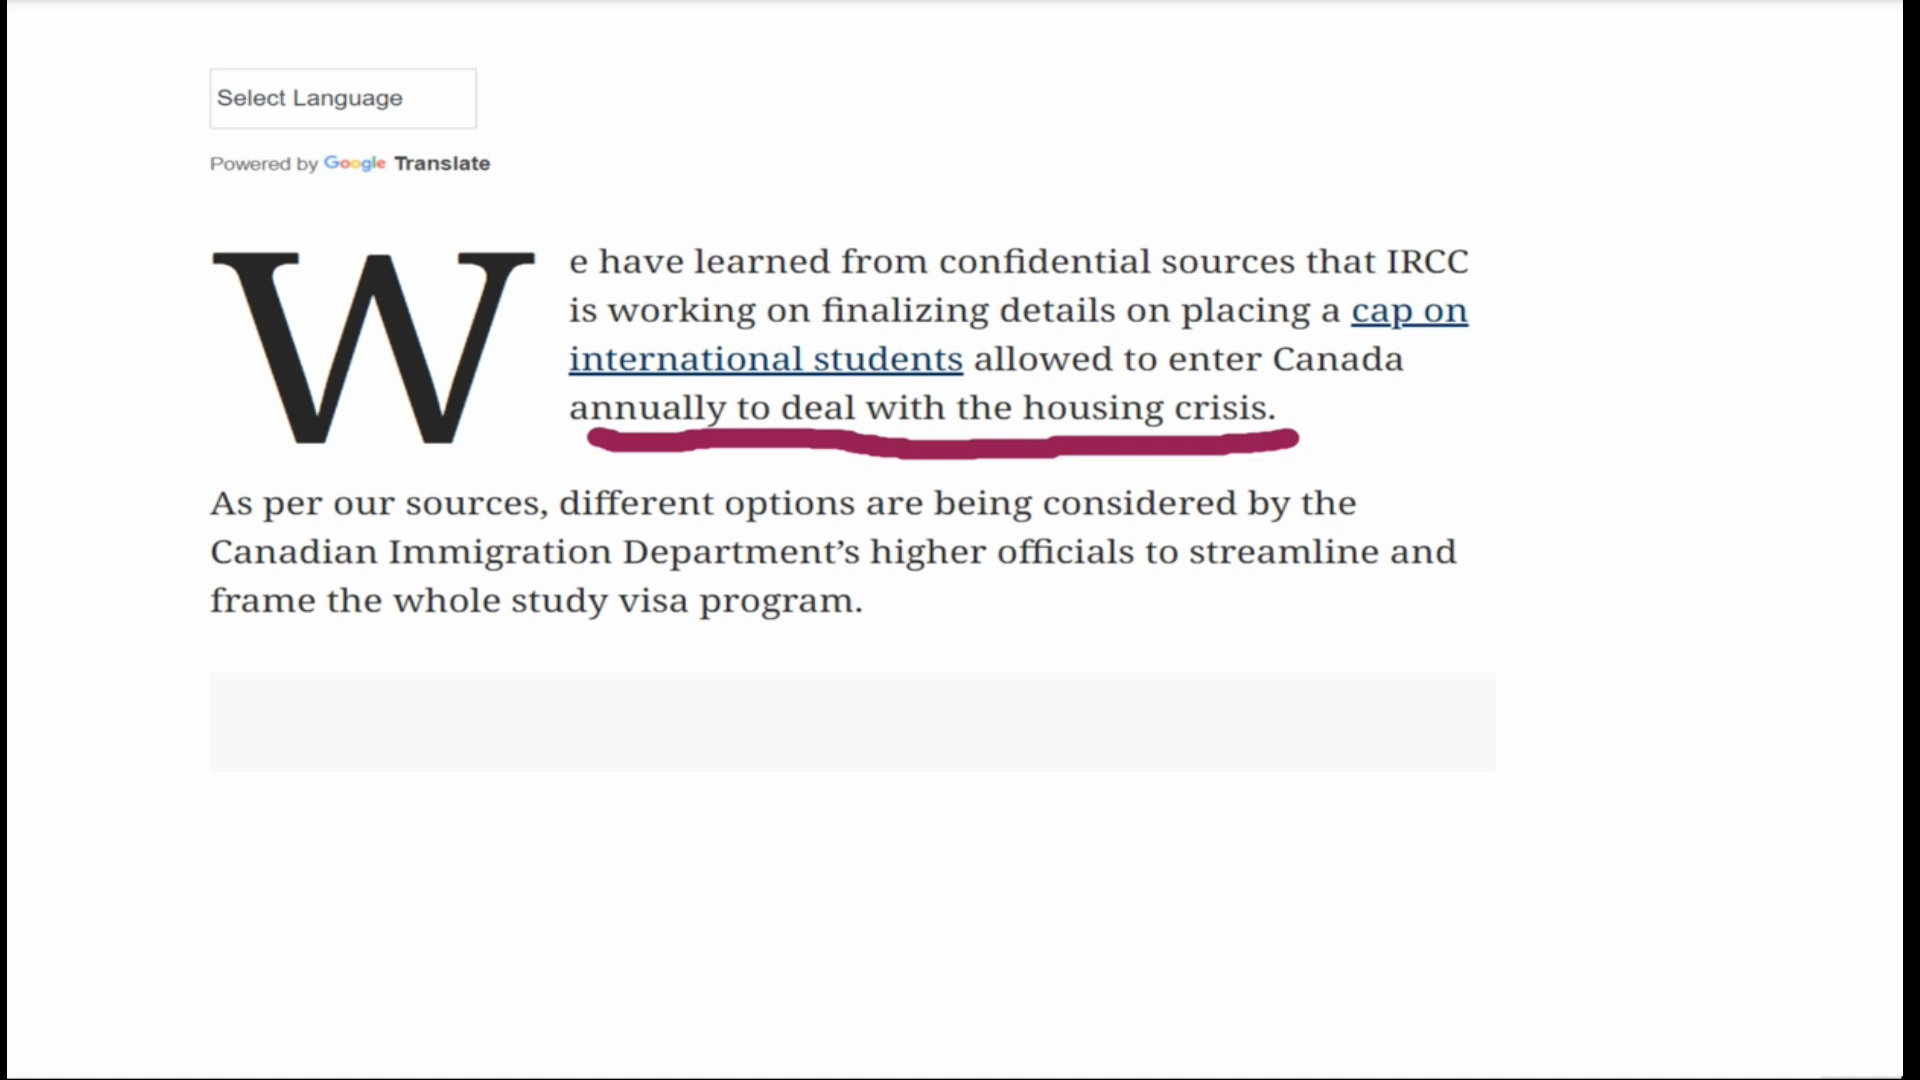 Select Language
Powered by Google Translate
We have learned from confidential sources that IRCC
is working on finalizing details on placing a cap on
international students allowed to enter Canada
annually to deal with the housing crisis.
As per our sources, different options are being considered by the
Canadian Immigration Department’s higher officials to streamline and
frame the whole study visa program.